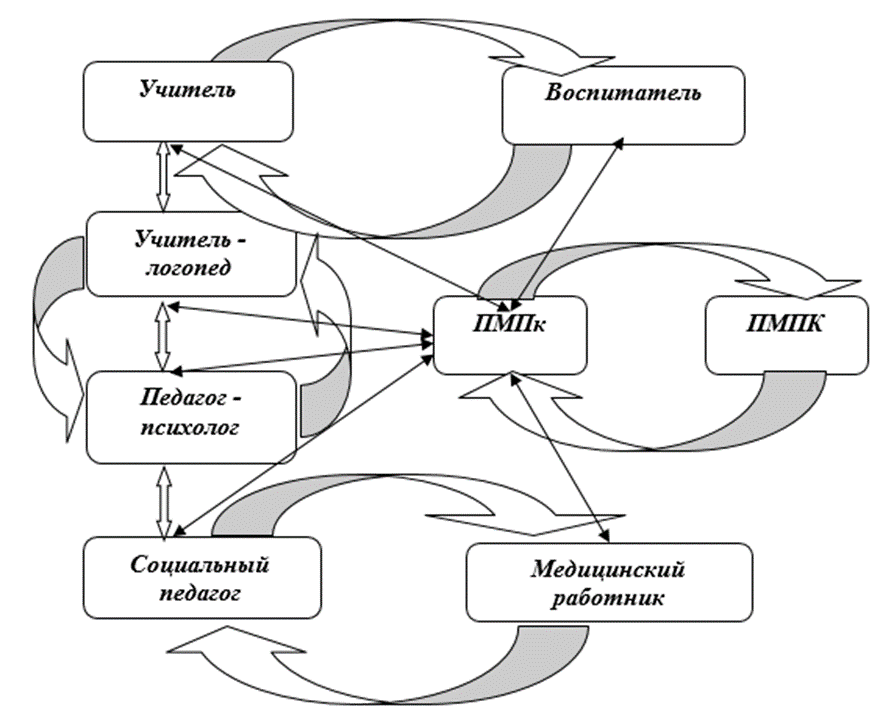 Учитель
Воспитатель
Учитель -
логопед
ПМПк
ПМПК
Педагог -
психолог
Социальный
педагог
Медицинский
работник